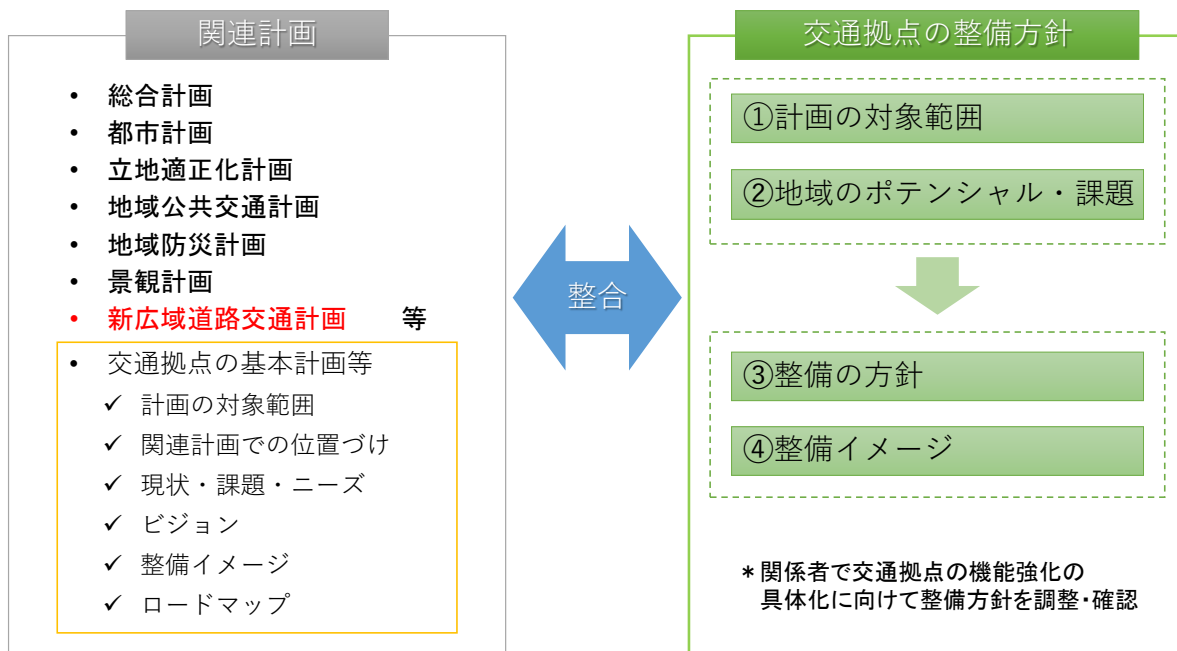 関連計画
• 総合計画
• 都市計画
• 立地適正化計画
• 地域公共交通計画
• 地域防災計画
• 景観計画
• 新広域道路交通計画 等
• 交通拠点の基本計画等
✓ 計画の対象範囲
✓ 関連計画での位置づけ
✓ 現状・課題・ニーズ
✓ ビジョン
✓ 整備イメージ
✓ ロードマップ
整合
交通拠点の整備方針
①計画の対象範囲
②地域のポテンシャル・課題
③整備の方針
④整備イメージ
＊関係者で交通拠点の機能強化の
具体化に向けて整備方針を調整・確認